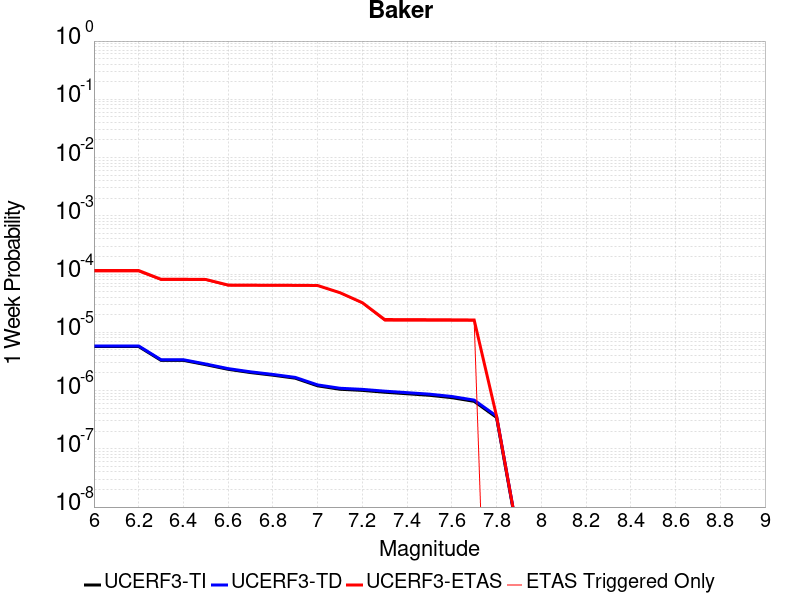 Baker
10^0
10^-1
10^-2
10^-3
10^-4
10^-5
10^-6
10^-7
10^-8
1 Week Probability
6 6.2 6.4 6.6 6.8 7 7.2 7.4 7.6 7.8 8 8.2 8.4 8.6 8.8 9
Magnitude
UCERF3-TI UCERF3-TD UCERF3-ETAS ETAS Triggered Only